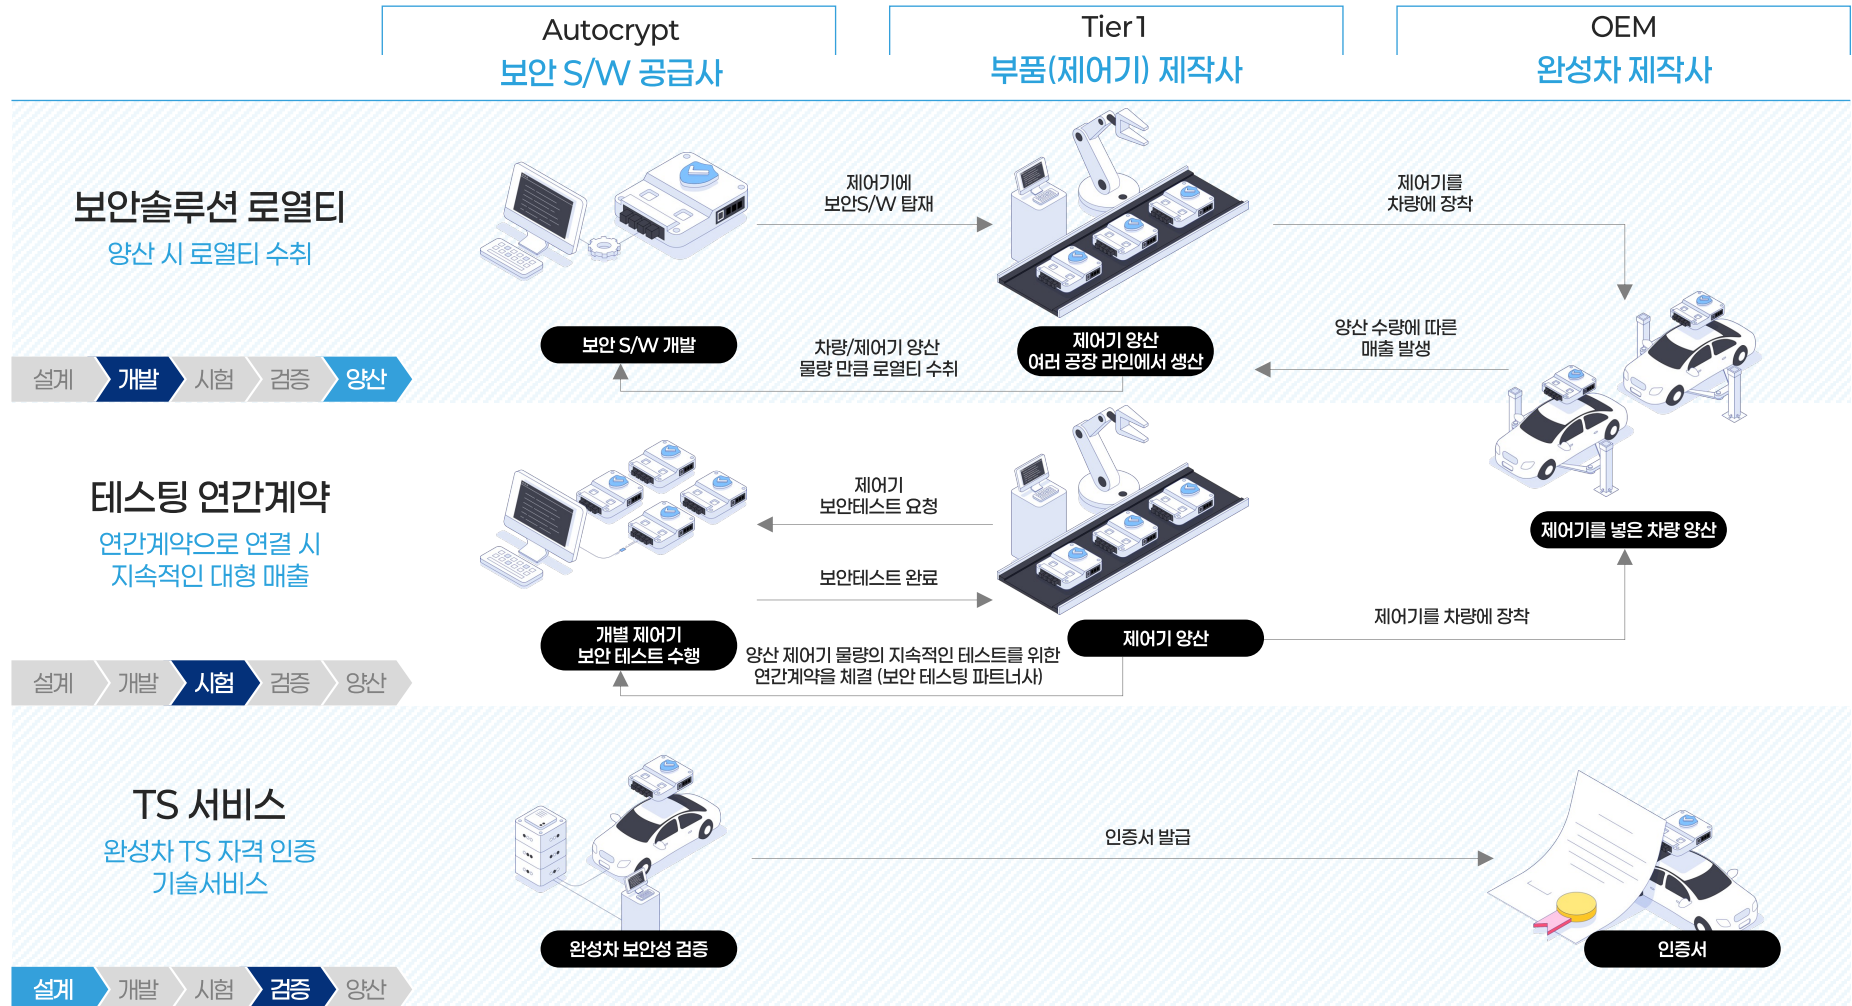 Autocrypt
보안 S/W 공급사
Tier1
부품(제어기) 제작사
OEM
완성차 제작사
보안솔루션 로열티
양산 시 로열티 수취
제어기에
보안S/W 탑재
제어기를
차량에 장착
보안 S/W 개발
차량/제어기 양산
물량 만큼 로열티 수취
제어기 양산
여러 공장 라인에서 생산
양산 수량에 따른
매출 발생
설계
개발
시험
검증
양산
테스팅 연간계약
연간계약으로 연결 시
지속적인 대형 매출
제어기
보안테스트 요청
보안테스트 완료
제어기를 넣은 차량 양산
개별 제어기
보안 테스트 수행
제어기 양산
제어기를 차량에 장착
양산 제어기 물량의 지속적인 테스트를 위한
연간계약을 체결 (보안 테스팅 파트너사)
설계
개발
시험
검증
양산
TS 서비스
완성차 TS 자격 인증
기술서비스
인증서 발급
완성차 보안성 검증
인증서
설계
개발
시험
검증
양산